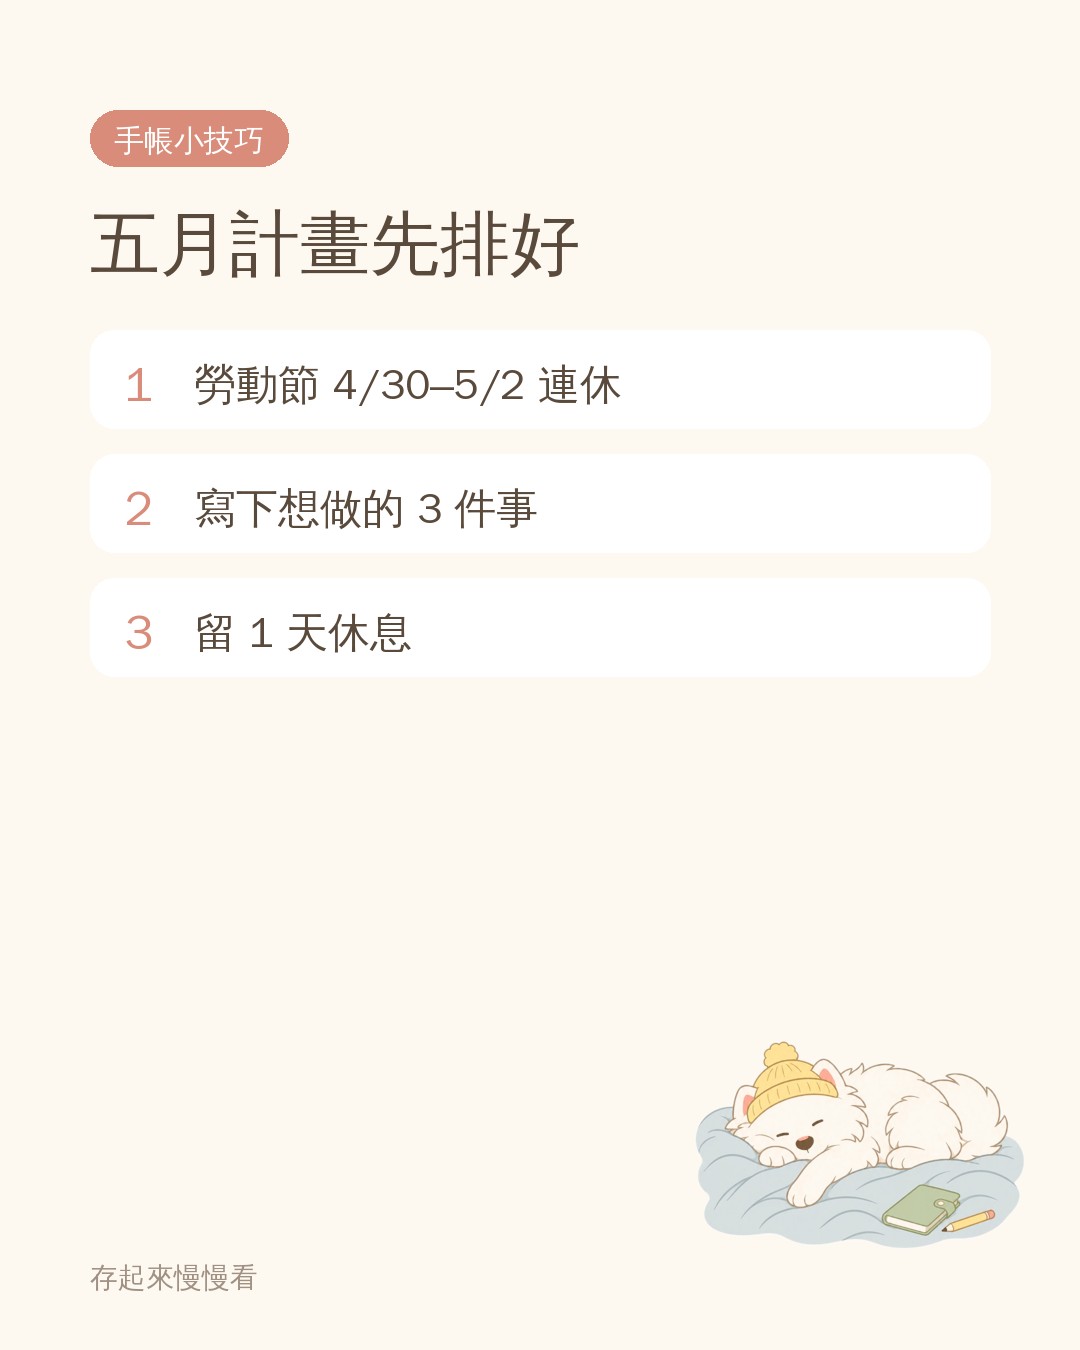 手帳小技巧
五月計畫先排好
1 勞動節 4/30–5/2 連休
2 寫下想做的 3 件事
3 留 1 天休息
存起來慢慢看